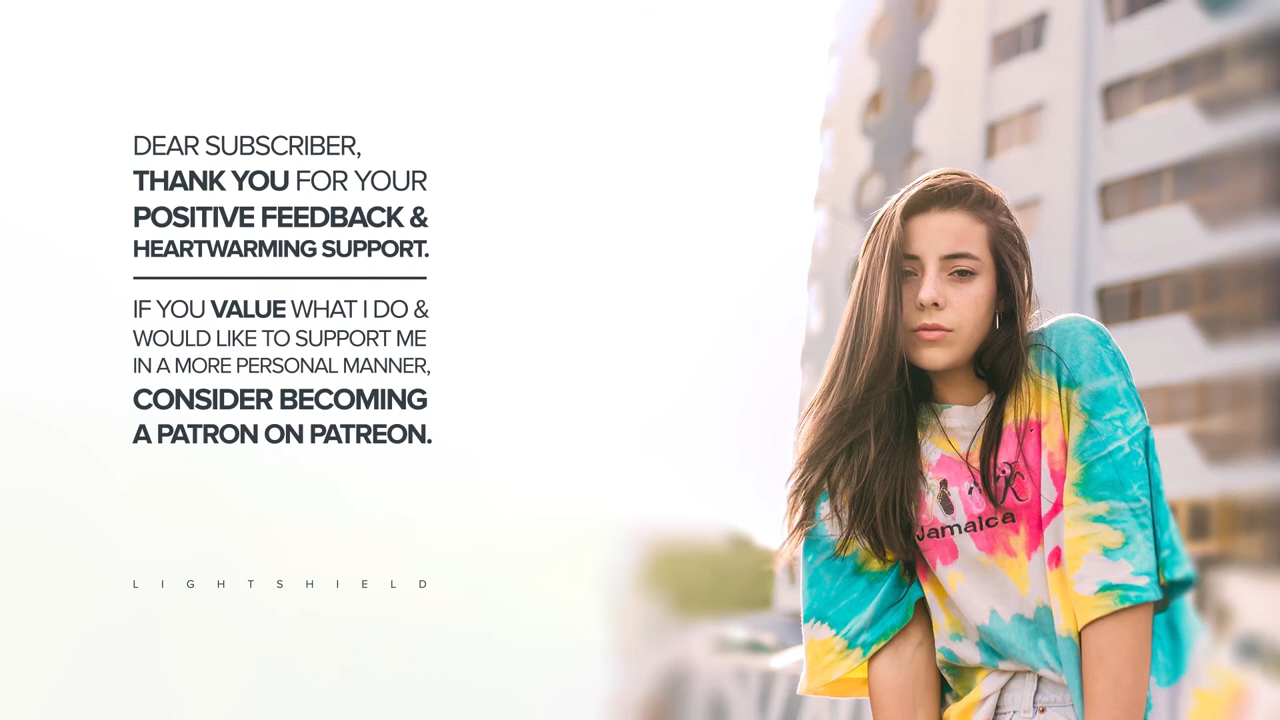 DEAR SUBSCRIBER,
THANK YOU FOR YOUR
POSITIVE FEEDBACK &
HEARTWARMING SUPPORT.
IF YOU VALUE WHAT I DO &
WOULD LIKE TO SUPPORT ME
IN A MORE PERSONAL MANNER,
CONSIDER BECOMING
A PATRON ON PATREON.
LIGHTSHIELD
Jamaica